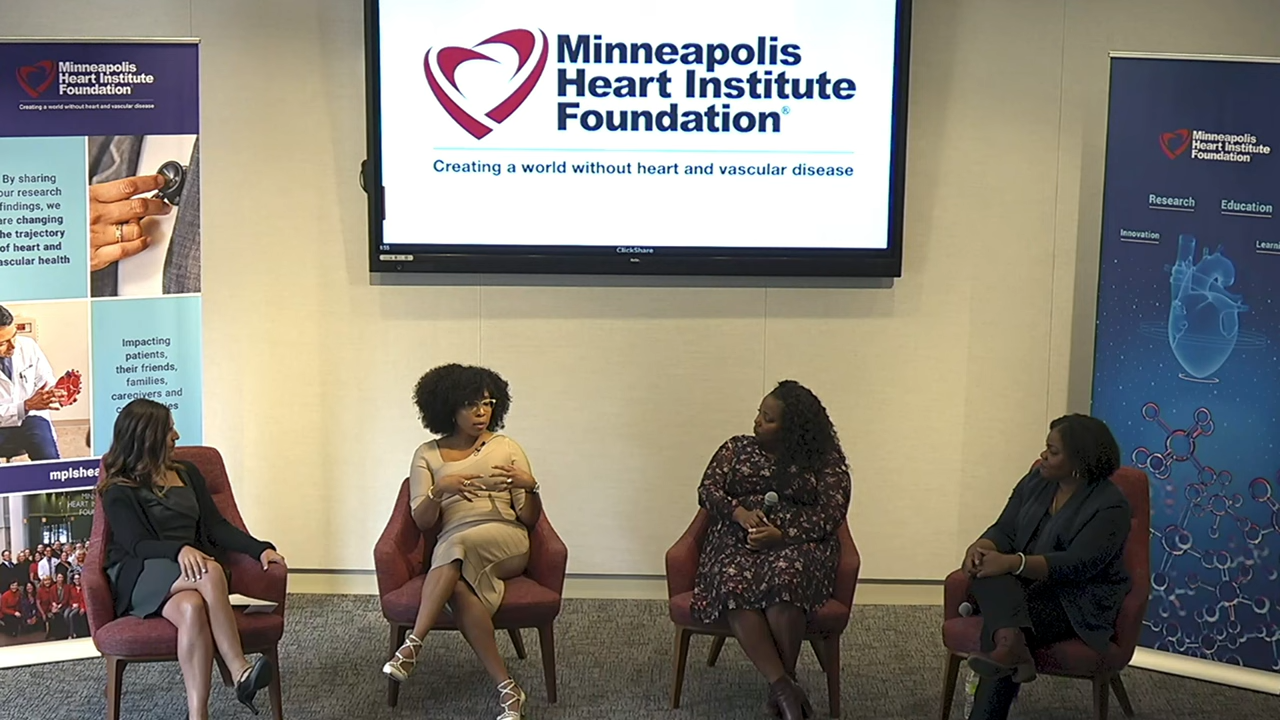 Minneapolis
Heart Institute
Foundation
Creating a world without heart and vascular disease
By sharing
our research
findings, we
are changing
the trajectory
of heart and
vascular health
Impacting
patients,
their friends,
families,
caregivers and
mplshea
Minneapolis
Heart Institute
Foundation®
Creating a world without heart and vascular disease
ClickShare
Minneapolis
Heart Institute
Foundation
Research
Education
Innovation
Learni